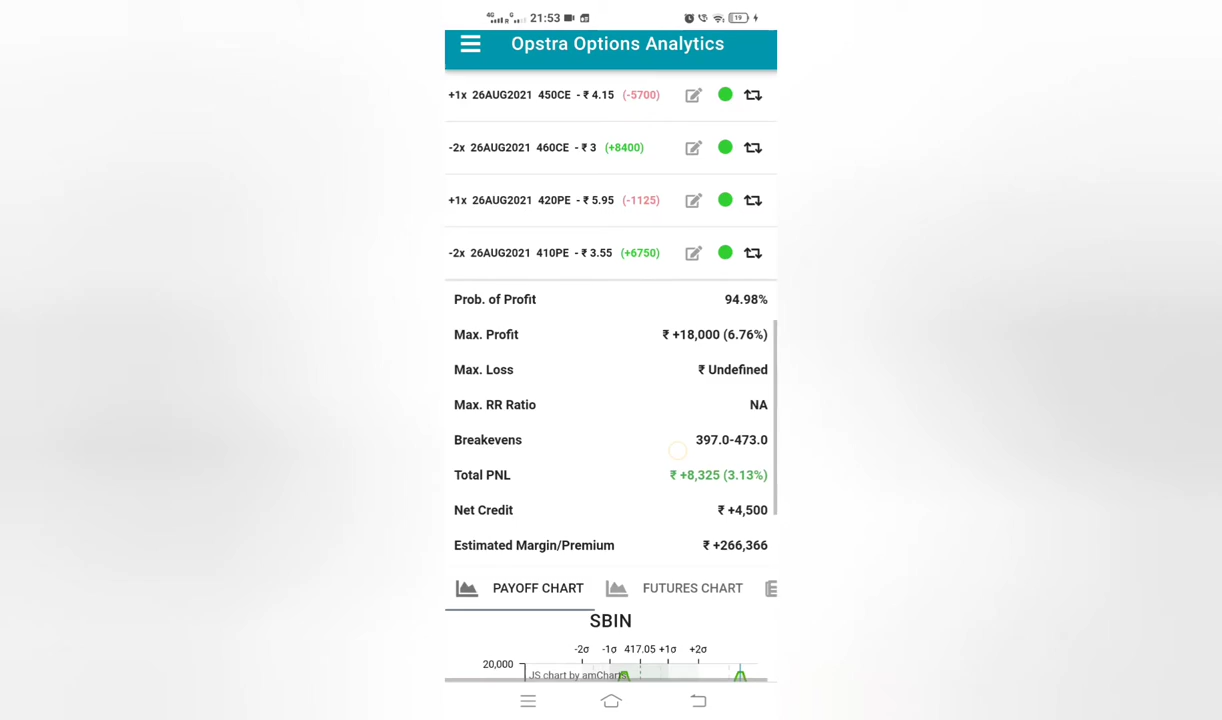 4G G 21:53 19
Opstra Options Analytics
+1x 26AUG2021 450CE - ₹ 4.15 (-5700)
-2x 26AUG2021 460CE - ₹ 3 (+8400)
+1x 26AUG2021 420PE - ₹ 5.95 (-1125)
-2x 26AUG2021 410PE - ₹ 3.55 (+6750)
Prob. of Profit 94.98%
Max. Profit ₹ +18,000 (6.76%)
Max. Loss ₹ Undefined
Max. RR Ratio NA
Breakevens 397.0-473.0
Total PNL ₹ +8,325 (3.13%)
Net Credit ₹ +4,500
Estimated Margin/Premium ₹ +266,366
PAYOFF CHART FUTURES CHART
SBIN
-2σ -1σ 417.05 +1σ +2σ
20,000
JS chart by amCharts